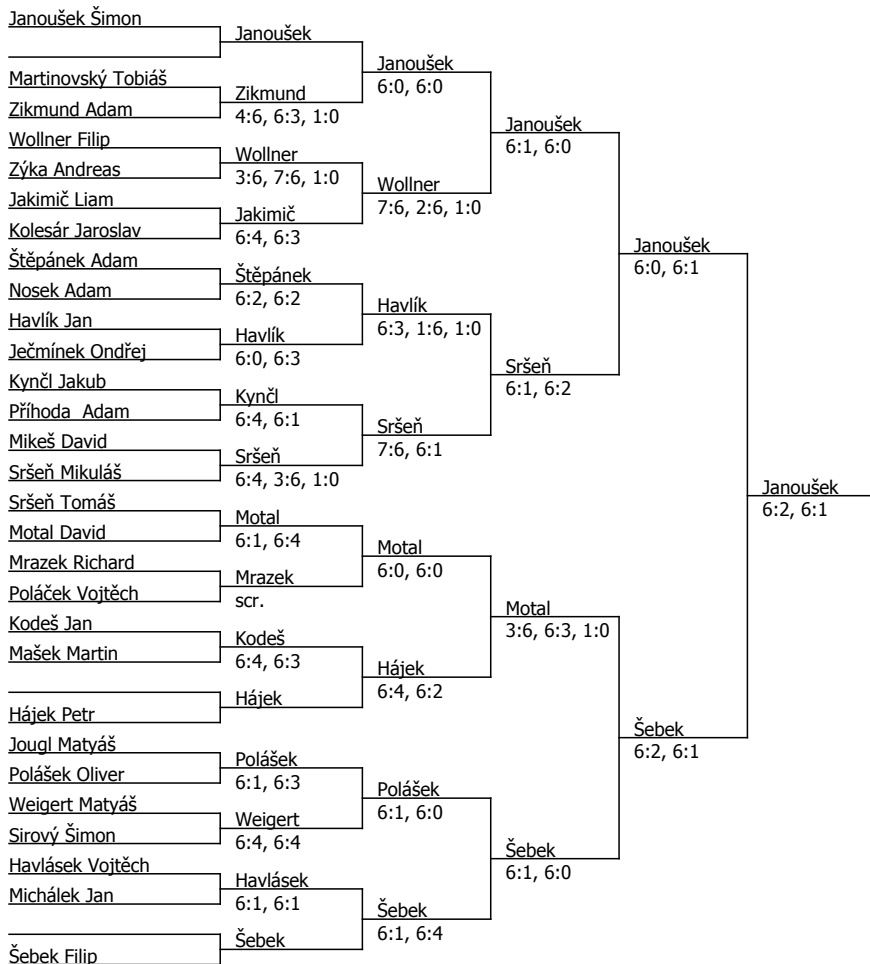 Janoušek Šimon
Martinovský Tobiáš
Zikmund Adam
Wollner Filip
Zýka Andreas
Jakimič Liam
Kolesár Jaroslav
Štěpánek Adam
Nosek Adam
Havlík Jan
Ječmínek Ondřej
Kynčl Jakub
Příhoda  Adam
Mikeš David
Sršeň Mikuláš
Sršeň Tomáš
Motal David
Mrazek Richard
Poláček Vojtěch
Kodeš Jan
Mašek Martin
Hájek Petr
Jougl Matyáš
Polášek Oliver
Weigert Matyáš
Sirový Šimon
Havlásek Vojtěch
Michálek Jan
Šebek Filip
Janoušek
Zikmund
4:6, 6:3, 1:0
Wollner
3:6, 7:6, 1:0
Jakimič
6:4, 6:3
Štěpánek
6:2, 6:2
Havlík
6:0, 6:3
Kynčl
6:4, 6:1
Sršeň
6:4, 3:6, 1:0
Motal
6:1, 6:4
Mrazek
scr.
Kodeš
6:4, 6:3
Hájek
Polášek
6:1, 6:3
Weigert
6:4, 6:4
Havlásek
6:1, 6:1
Šebek
Janoušek
6:0, 6:0
Wollner
7:6, 2:6, 1:0
Havlík
6:3, 1:6, 1:0
Sršeň
7:6, 6:1
Motal
6:0, 6:0
Hájek
6:4, 6:2
Polášek
6:1, 6:0
Šebek
6:1, 6:4
Janoušek
6:1, 6:0
Sršeň
6:1, 6:2
Motal
3:6, 6:3, 1:0
Šebek
6:1, 6:0
Janoušek
6:0, 6:1
Šebek
6:2, 6:1
Janoušek
6:2, 6:1